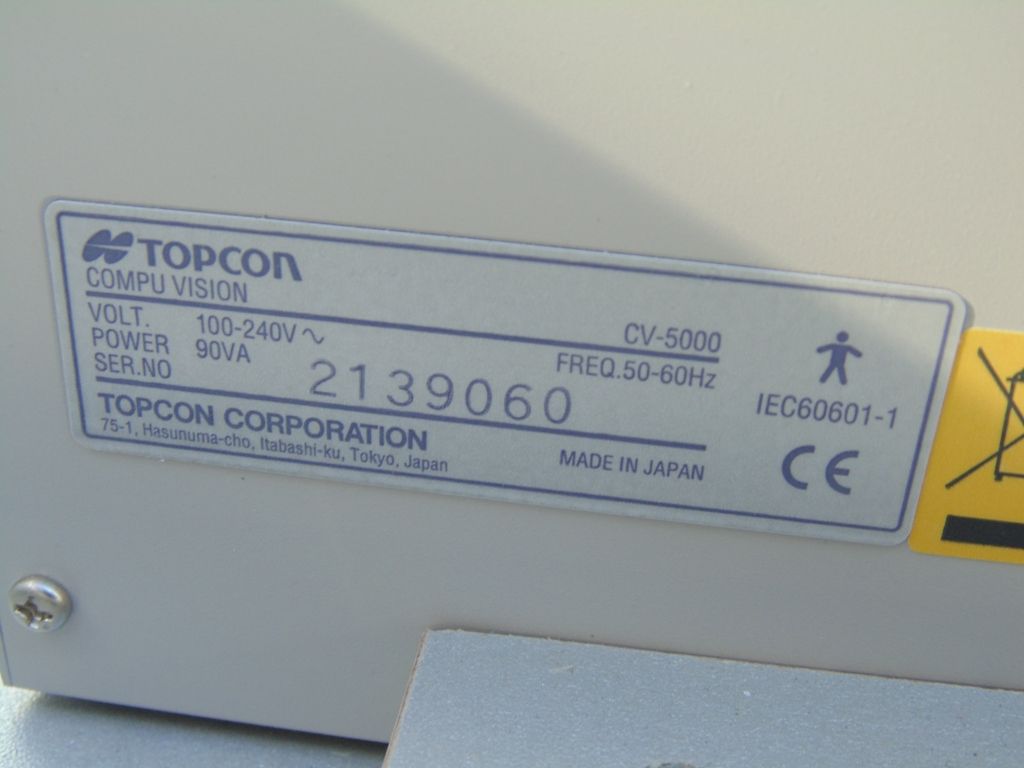 TOPCON
COMPU VISION
CV-5000
VOLT. 100-240V ~
FREQ.50-60Hz
POWER 90VA
SER.NO 2139060
TOPCON CORPORATION
75-1, Hasunuma-cho, Itabashi-ku, Tokyo, Japan
MADE IN JAPAN
IEC60601-1
CE